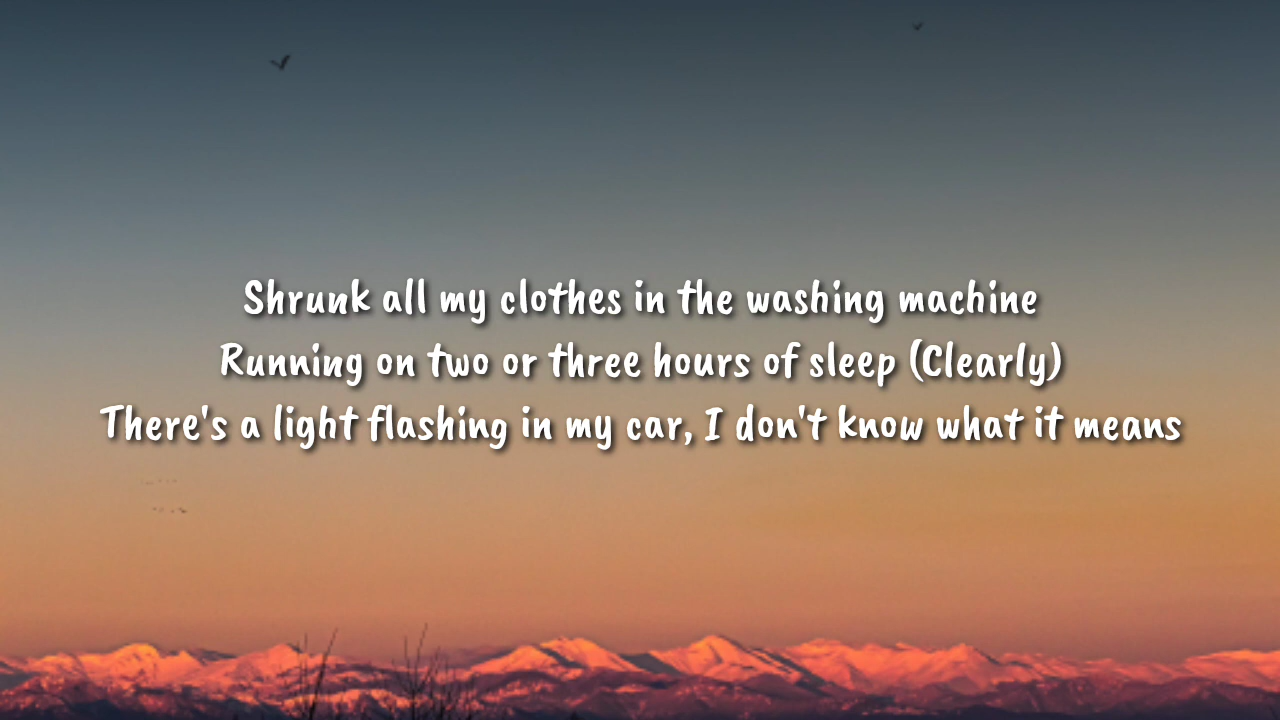 Shrunk all my clothes in the washing machine
Running on two or three hours of sleep (Clearly)
There's a light flashing in my car, I don't know what it means